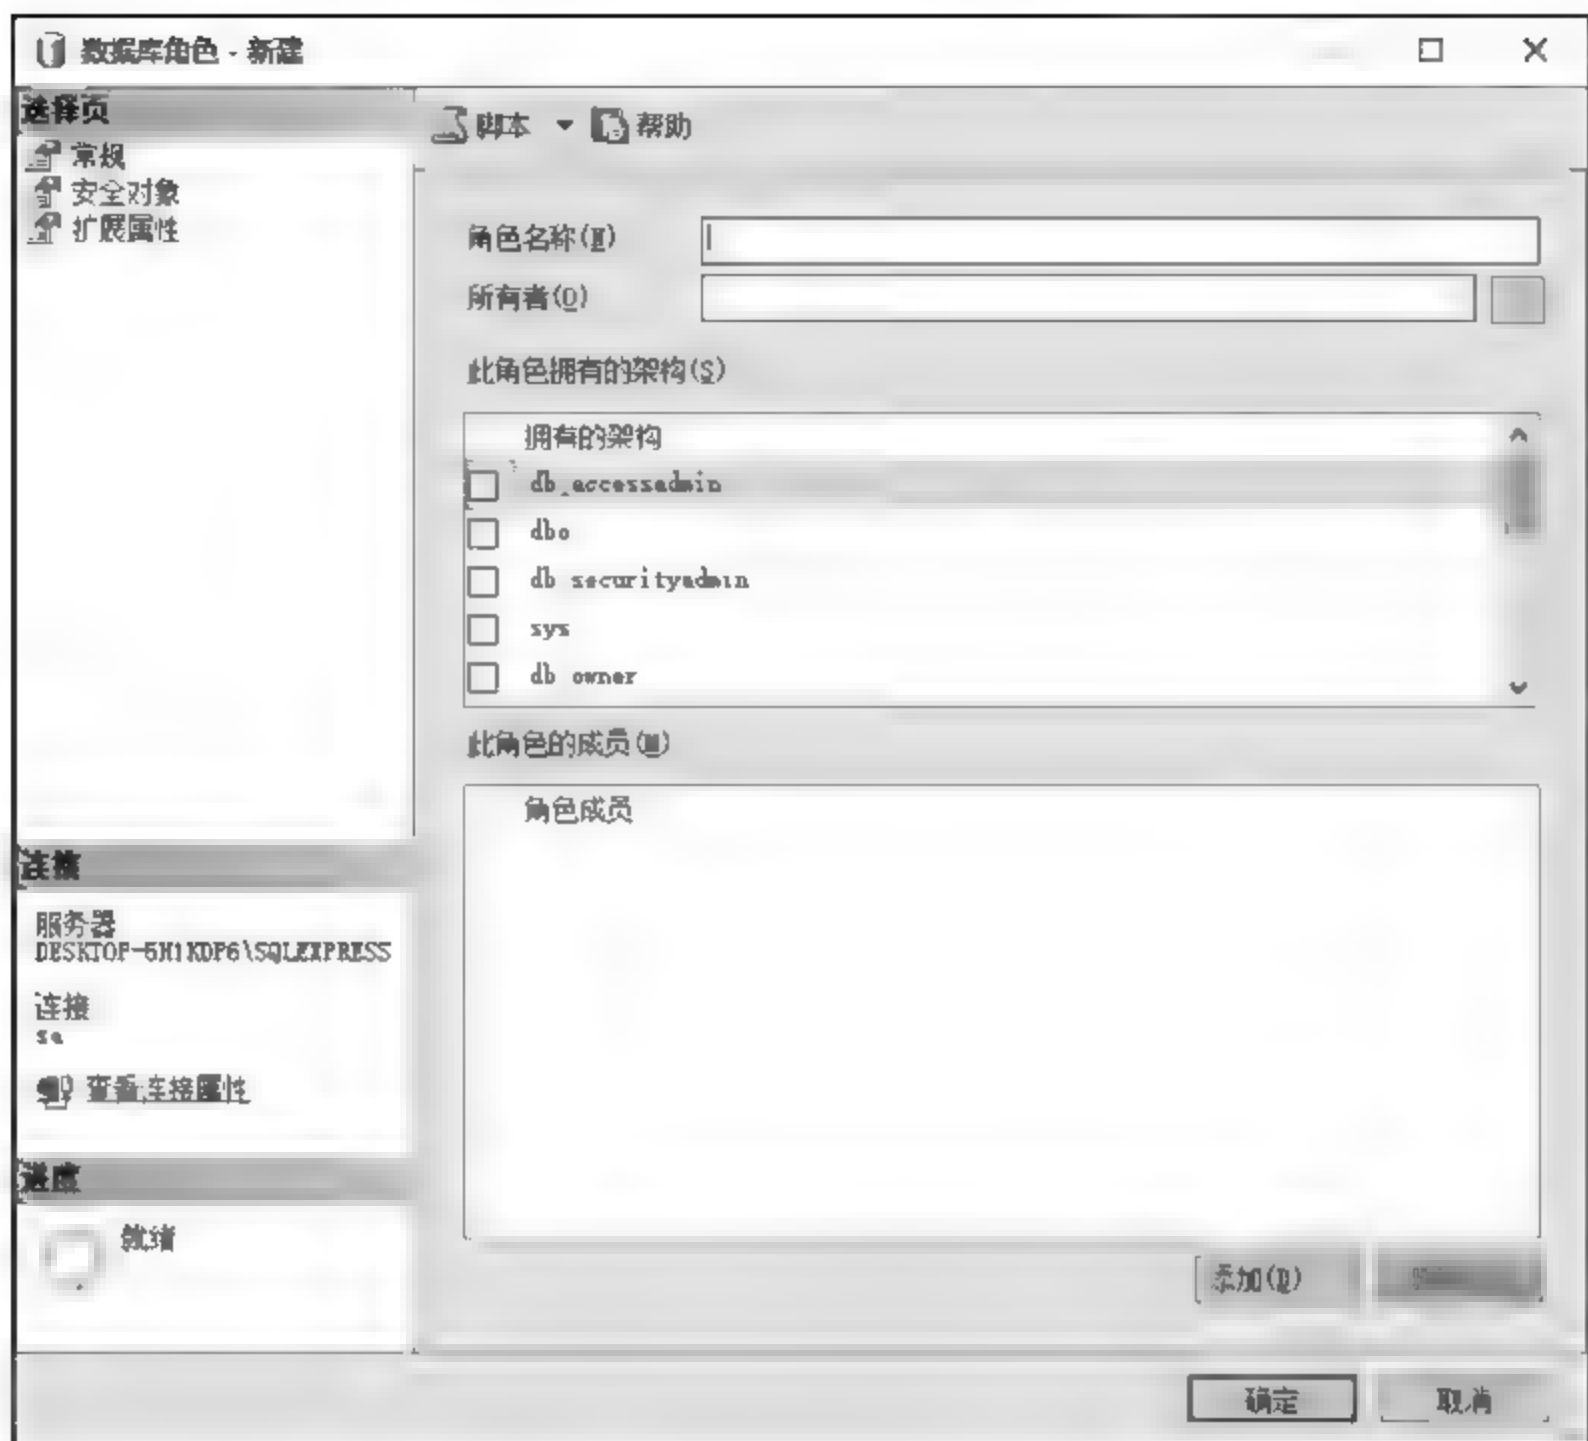 数据库角色 - 新建
选择页
常规
安全对象
扩展属性
脚本 帮助
角色名称(N)
所有者(O)
此角色拥有的架构(S)
拥有的架构
db_accessadmin
dbo
db_securityadmin
sys
db_owner
此角色的成员(M)
角色成员
连接
服务器
连接
sa
查看连接属性
进度
就绪
添加(D)
确定 取消